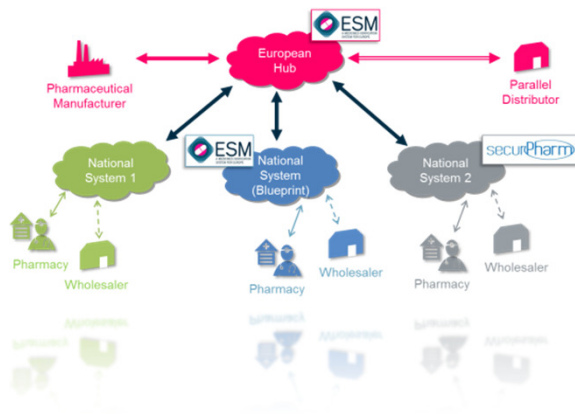 ESM
European
Hub
Pharmaceutical
Manufacturer
Parallel
Distributor
National
System 1
ESM
National
System
(Blueprint)
National
System 2
securPharm
Pharmacy
Wholesaler
Pharmacy
Wholesaler
Pharmacy
Wholesaler